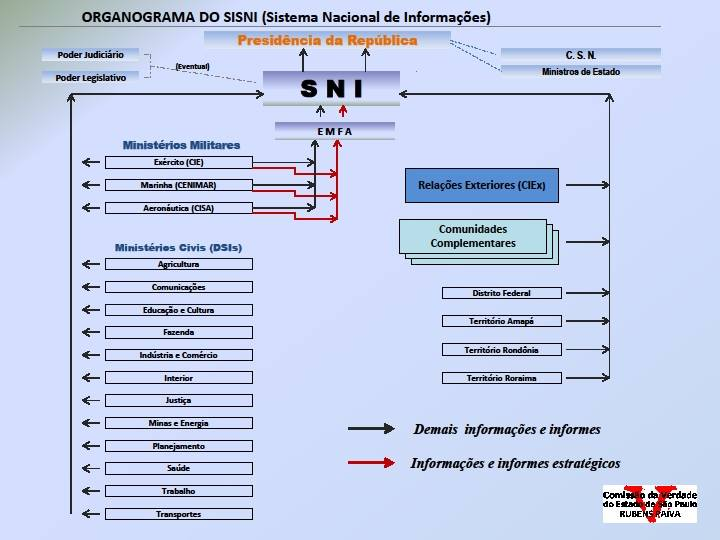 ORGANOGRAMA DO SISNI (Sistema Nacional de Informações)
Presidência da República
Poder Judiciário
Poder Legislativo
(Eventual)
C. S. N.
Ministros de Estado
S N I
E M F A
Ministérios Militares
Exército (CIE)
Marinha (CENIMAR)
Aeronáutica (CISA)
Ministérios Civis (DSIs)
Agricultura
Comunicações
Educação e Cultura
Fazenda
Indústria e Comércio
Interior
Justiça
Minas e Energia
Planejamento
Saúde
Trabalho
Transportes
Relações Exteriores (CIEx)
Comunidades
Complementares
Distrito Federal
Território Amapá
Território Rondônia
Território Roraima
Demais informações e informes
Informações e informes estratégicos
Comissão da Verdade
do Estado de São Paulo
RUBENS PAIVA